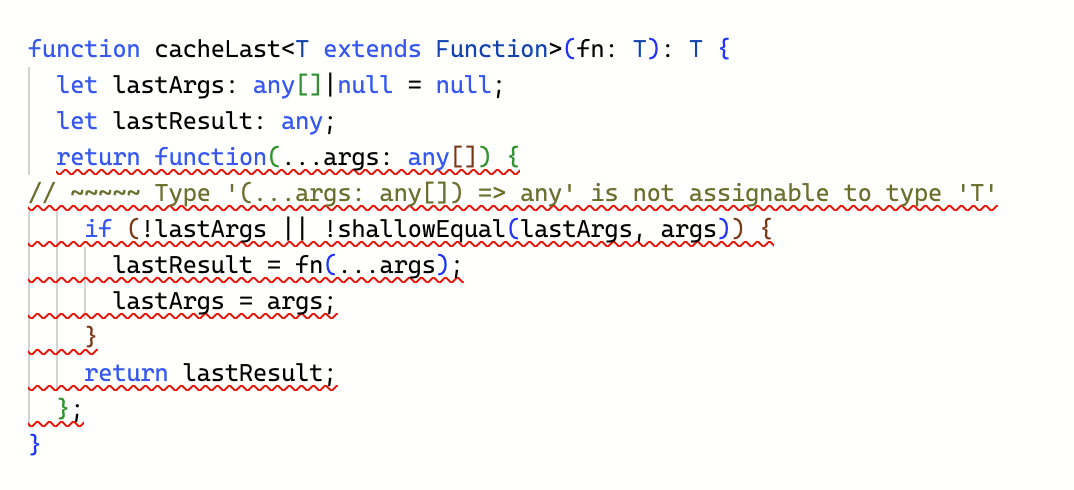 function cacheLast<T extends Function>(fn: T): T {
  let lastArgs: any[]|null = null;
  let lastResult: any;
  return function(...args: any[]) {
// ~~~~~ Type '(...args: any[]) => any' is not assignable to type 'T'
    if (!lastArgs || !shallowEqual(lastArgs, args)) {
      lastResult = fn(...args);
      lastArgs = args;
    }
    return lastResult;
  };
}